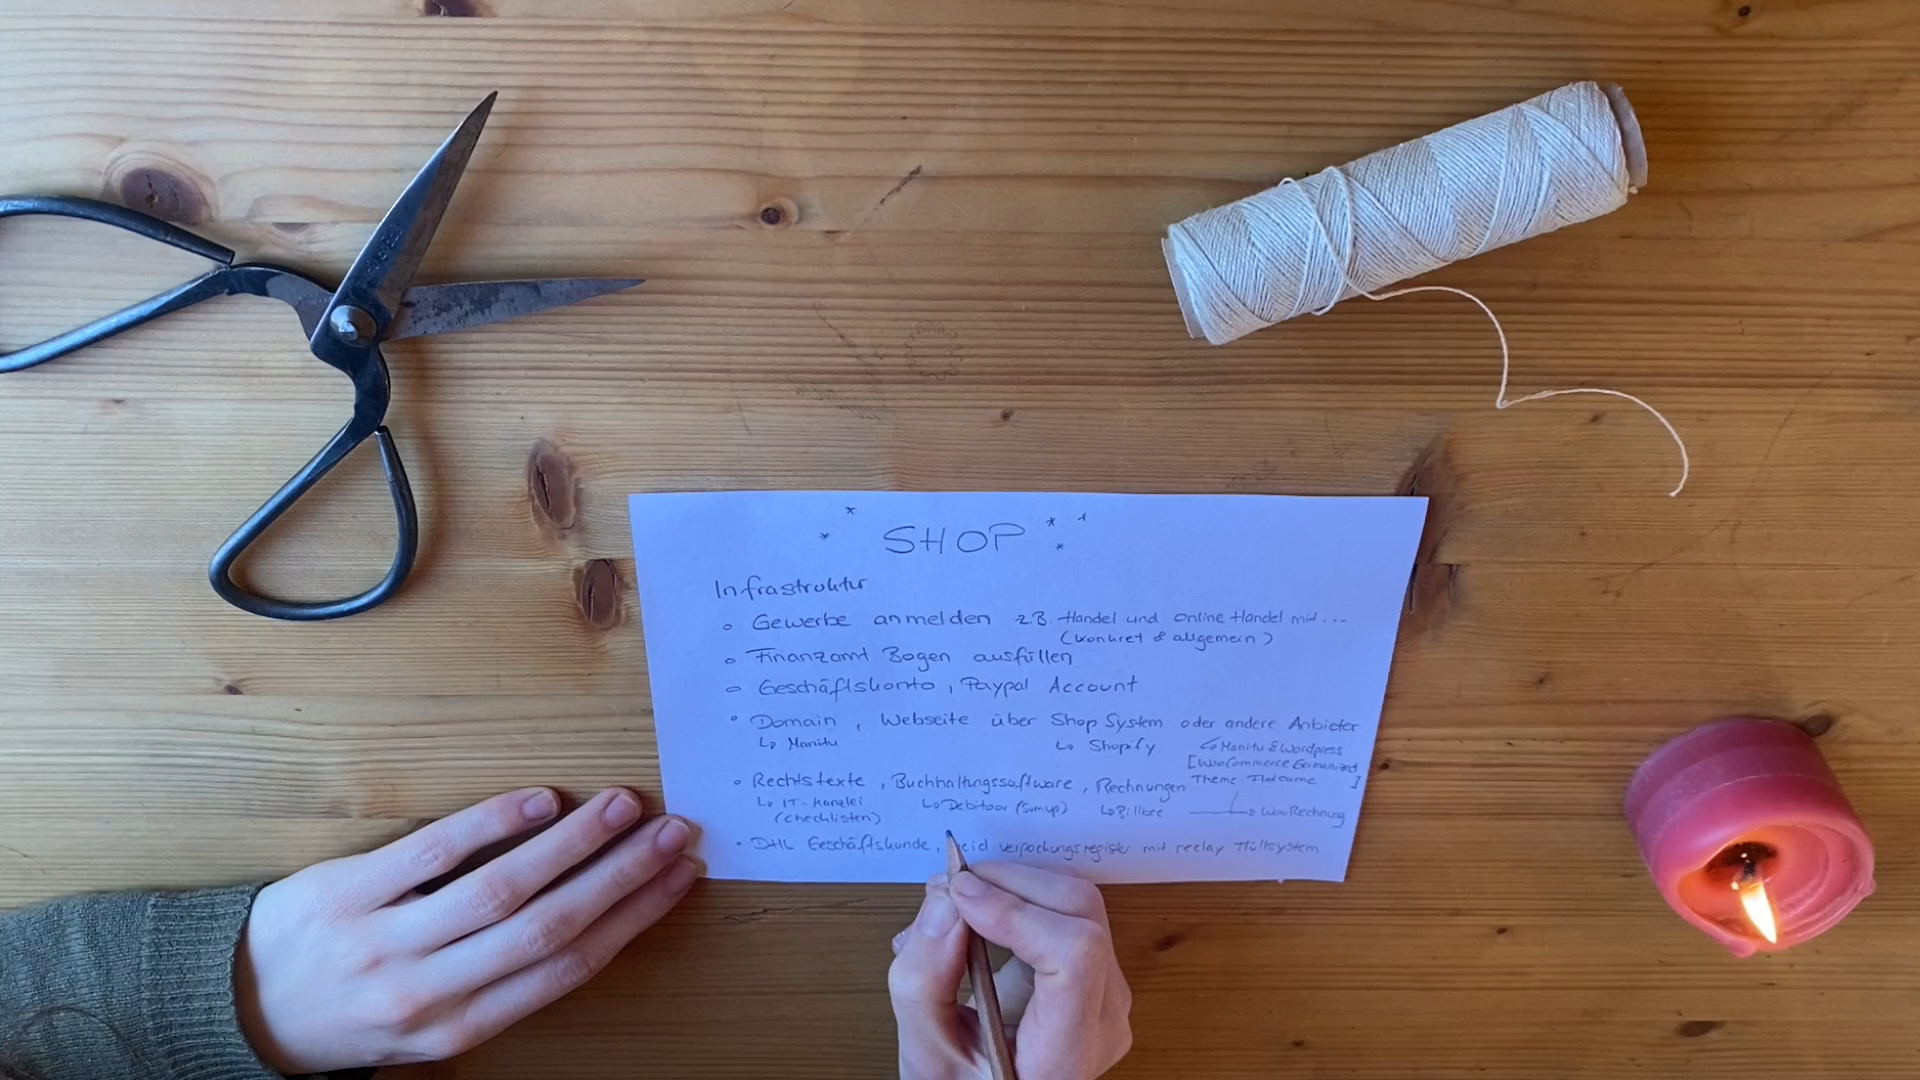 SHOP
Infrastruktur
Gewerbe anmelden z.B. Handel und online Handel mit...
(konkret & allgemein)
Finanzamt Bogen ausfüllen
Geschäftskonto, Paypal Account
Domain, Webseite über Shop System oder andere Anbieter
↳ Manitu ↳ Shopify ↳ Manitu & Wordpress
[WooCommerce Germanized
Rechtstexte, Buchhaltungssoftware, Rechnungen Theme: Flatsome ]
↳ IT-Kanzlei ↳ Debitoor (Sumup) ↳ Billbee ↳ WooRechnung
(Checklisten)
DHL Geschäftskunde, verpackungsregister mit reclay